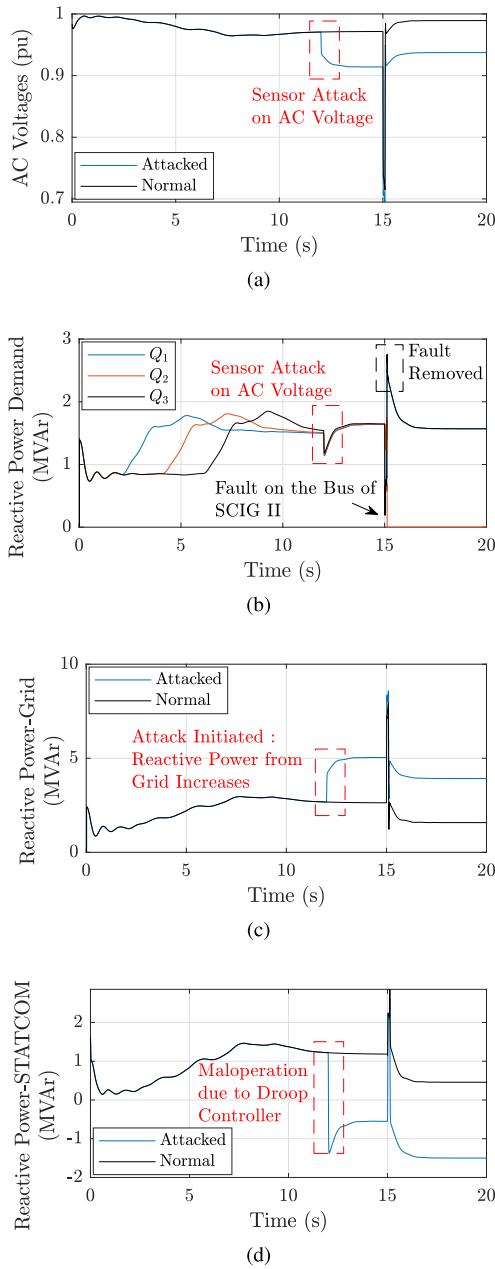 AC Voltages (pu)
1
0.9
0.8
0.7
Sensor Attack
on AC Voltage
Attacked
Normal
0
5
10
15
20
Time (s)
(a)
Reactive Power Demand
(MVAr)
3
2
1
0
Q1
Q2
Q3
Sensor Attack
on AC Voltage
Fault
Removed
Fault on the Bus of
SCIG II
0
5
10
15
20
Time (s)
(b)
Reactive Power-Grid
(MVAr)
10
5
0
Attacked
Normal
Attack Initiated :
Reactive Power from
Grid Increases
0
5
10
15
20
Time (s)
(c)
Reactive Power-STATCOM
(MVAr)
2
1
0
-1
-2
Maloperation
due to Droop
Controller
Attacked
Normal
0
5
10
15
20
Time (s)
(d)